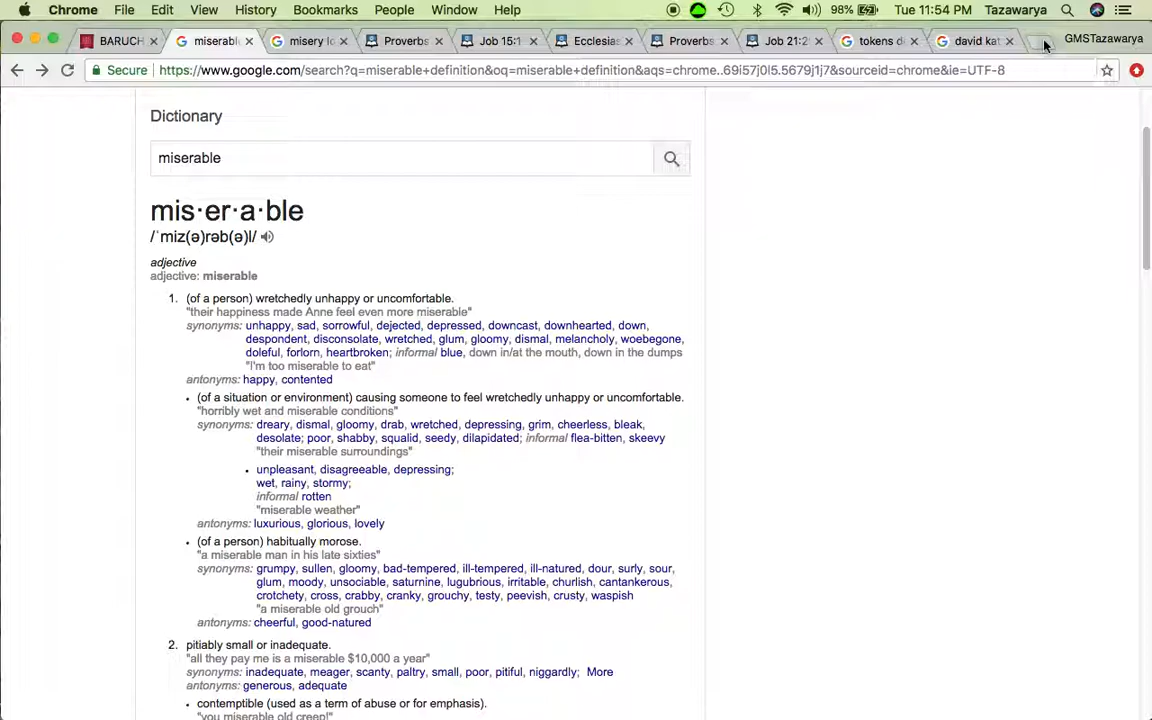 Chrome File Edit View History Bookmarks People Window Help 98% Tue 11:54 PM Tazawarya
BARUCH × miserable × misery lo × Proverbs × Job 15:1 × Ecclesias × Proverbs × Job 21:2 × tokens d × david kat × GMSTazawarya
Secure https://www.google.com/search?q=miserable+definition&oq=miserable+definition&aqs=chrome..69i57j0l5.5679j1j7&sourceid=chrome&ie=UTF-8
Dictionary
miserable
mis·er·a·ble
/ˈmiz(ə)rəb(ə)l/
adjective
adjective: miserable
1. (of a person) wretchedly unhappy or uncomfortable.
"their happiness made Anne feel even more miserable"
synonyms: unhappy, sad, sorrowful, dejected, depressed, downcast, downhearted, down,
despondent, disconsolate, wretched, glum, gloomy, dismal, melancholy, woebegone,
doleful, forlorn, heartbroken; informal blue, down in/at the mouth, down in the dumps
"I'm too miserable to eat"
antonyms: happy, contented
• (of a situation or environment) causing someone to feel wretchedly unhappy or uncomfortable.
"horribly wet and miserable conditions"
synonyms: dreary, dismal, gloomy, drab, wretched, depressing, grim, cheerless, bleak,
desolate; poor, shabby, squalid, seedy, dilapidated; informal flea-bitten, skeevy
"their miserable surroundings"
• unpleasant, disagreeable, depressing;
wet, rainy, stormy;
informal rotten
"miserable weather"
antonyms: luxurious, glorious, lovely
• (of a person) habitually morose.
"a miserable man in his late sixties"
synonyms: grumpy, sullen, gloomy, bad-tempered, ill-tempered, ill-natured, dour, surly, sour,
glum, moody, unsociable, saturnine, lugubrious, irritable, churlish, cantankerous,
crotchety, cross, crabby, cranky, grouchy, testy, peevish, crusty, waspish
"a miserable old grouch"
antonyms: cheerful, good-natured
2. pitiably small or inadequate.
"all they pay me is a miserable $10,000 a year"
synonyms: inadequate, meager, scanty, paltry, small, poor, pitiful, niggardly; More
antonyms: generous, adequate
• contemptible (used as a term of abuse or for emphasis).
"you miserable old creep!"